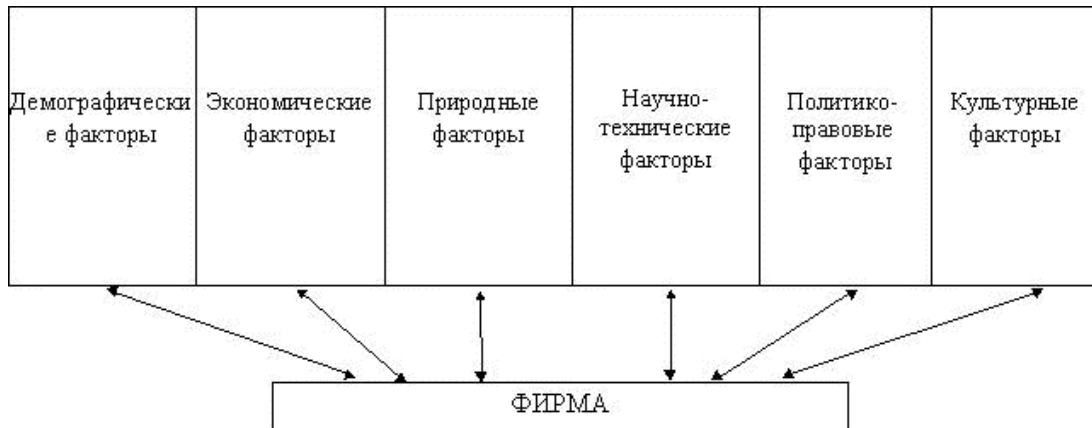 Демографически
е факторы
Экономические
факторы
Природные
факторы
Научно-
технические
факторы
Политико-
правовые
факторы
Культурные
факторы
ФИРМА